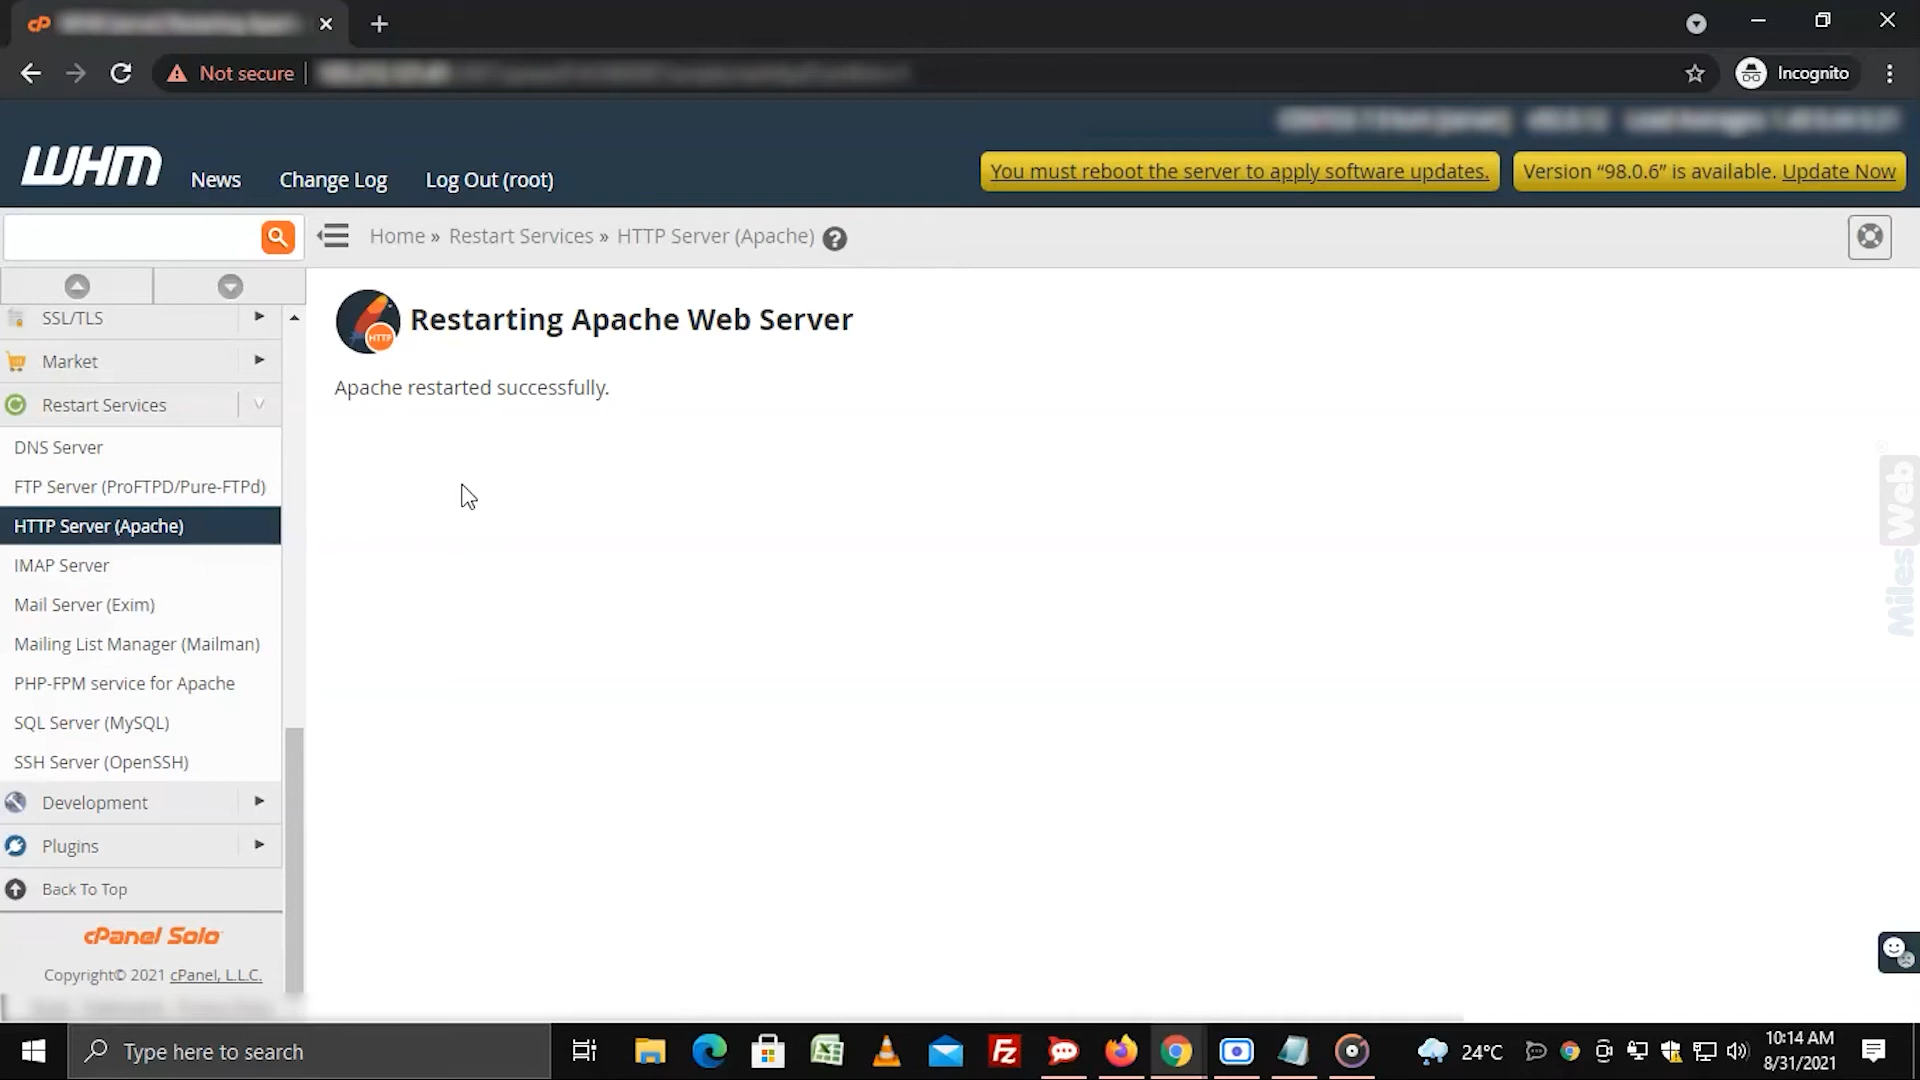 Not secure
Incognito
WHM
News
Change Log
Log Out (root)
You must reboot the server to apply software updates.
Version “98.0.6” is available. Update Now
Home » Restart Services » HTTP Server (Apache) ?
SSL/TLS
Market
Restart Services
DNS Server
FTP Server (ProFTPD/Pure-FTPd)
HTTP Server (Apache)
IMAP Server
Mail Server (Exim)
Mailing List Manager (Mailman)
PHP-FPM service for Apache
SQL Server (MySQL)
SSH Server (OpenSSH)
Development
Plugins
Back To Top
cPanel Solo
Copyright© 2021 cPanel, L.L.C.
HTTP
Restarting Apache Web Server
Apache restarted successfully.
MilesWeb
Type here to search
24°C
10:14 AM
8/31/2021